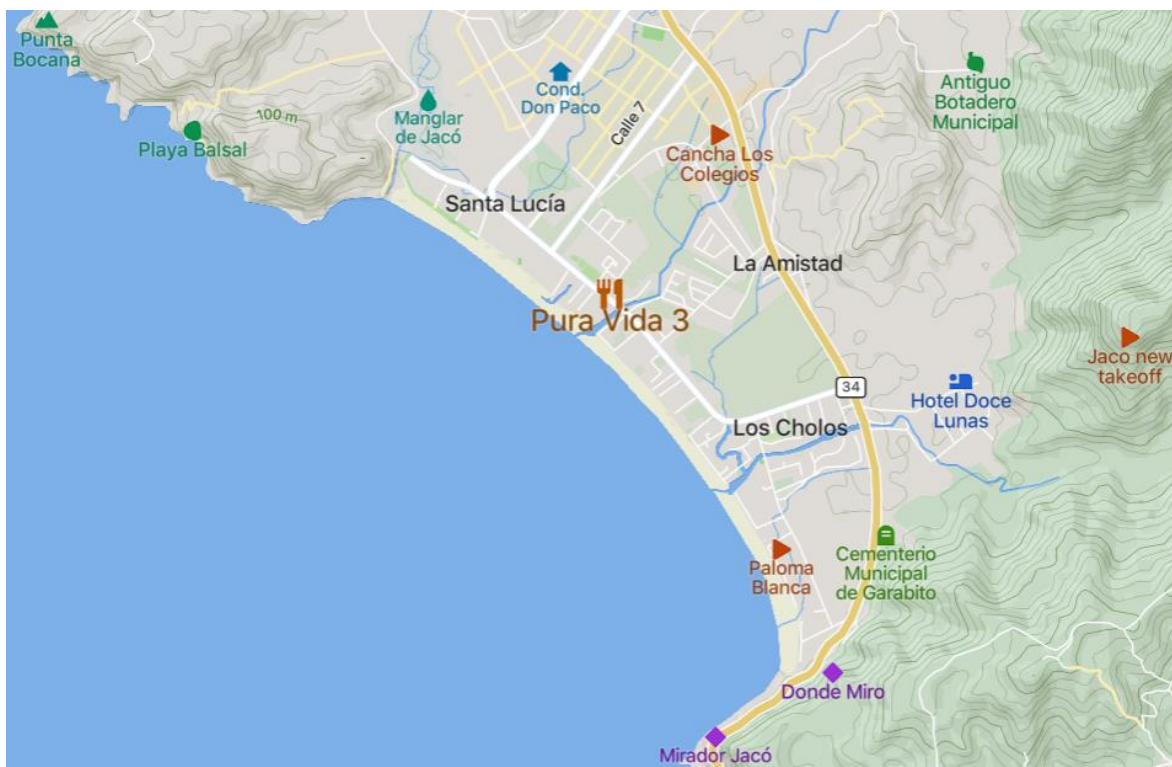 Punta
Bocana
Playa Balsal
100 m
Manglar
de Jacó
Cond.
Don Paco
Calle 7
Antiguo
Botadero
Municipal
Cancha Los
Colegios
Santa Lucía
La Amistad
Pura Vida 3
Jaco new
takeoff
34
Hotel Doce
Lunas
Los Cholos
Paloma
Blanca
Cementerio
Municipal
de Garabito
Donde Miro
Mirador Jacó